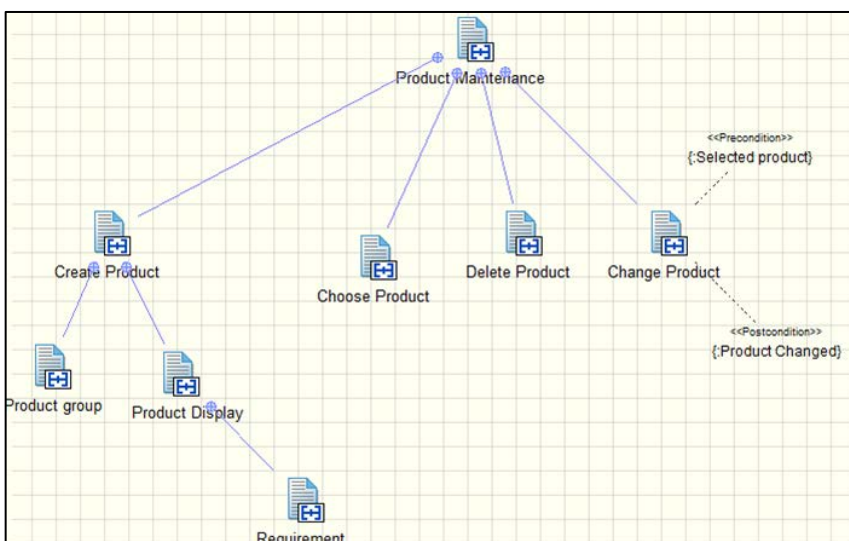 Product Maintenance
<<Precondition>>
{:Selected product}
Create Product
Choose Product
Delete Product
Change Product
<<Postcondition>>
{:Product Changed}
Product group
Product Display
Requirement